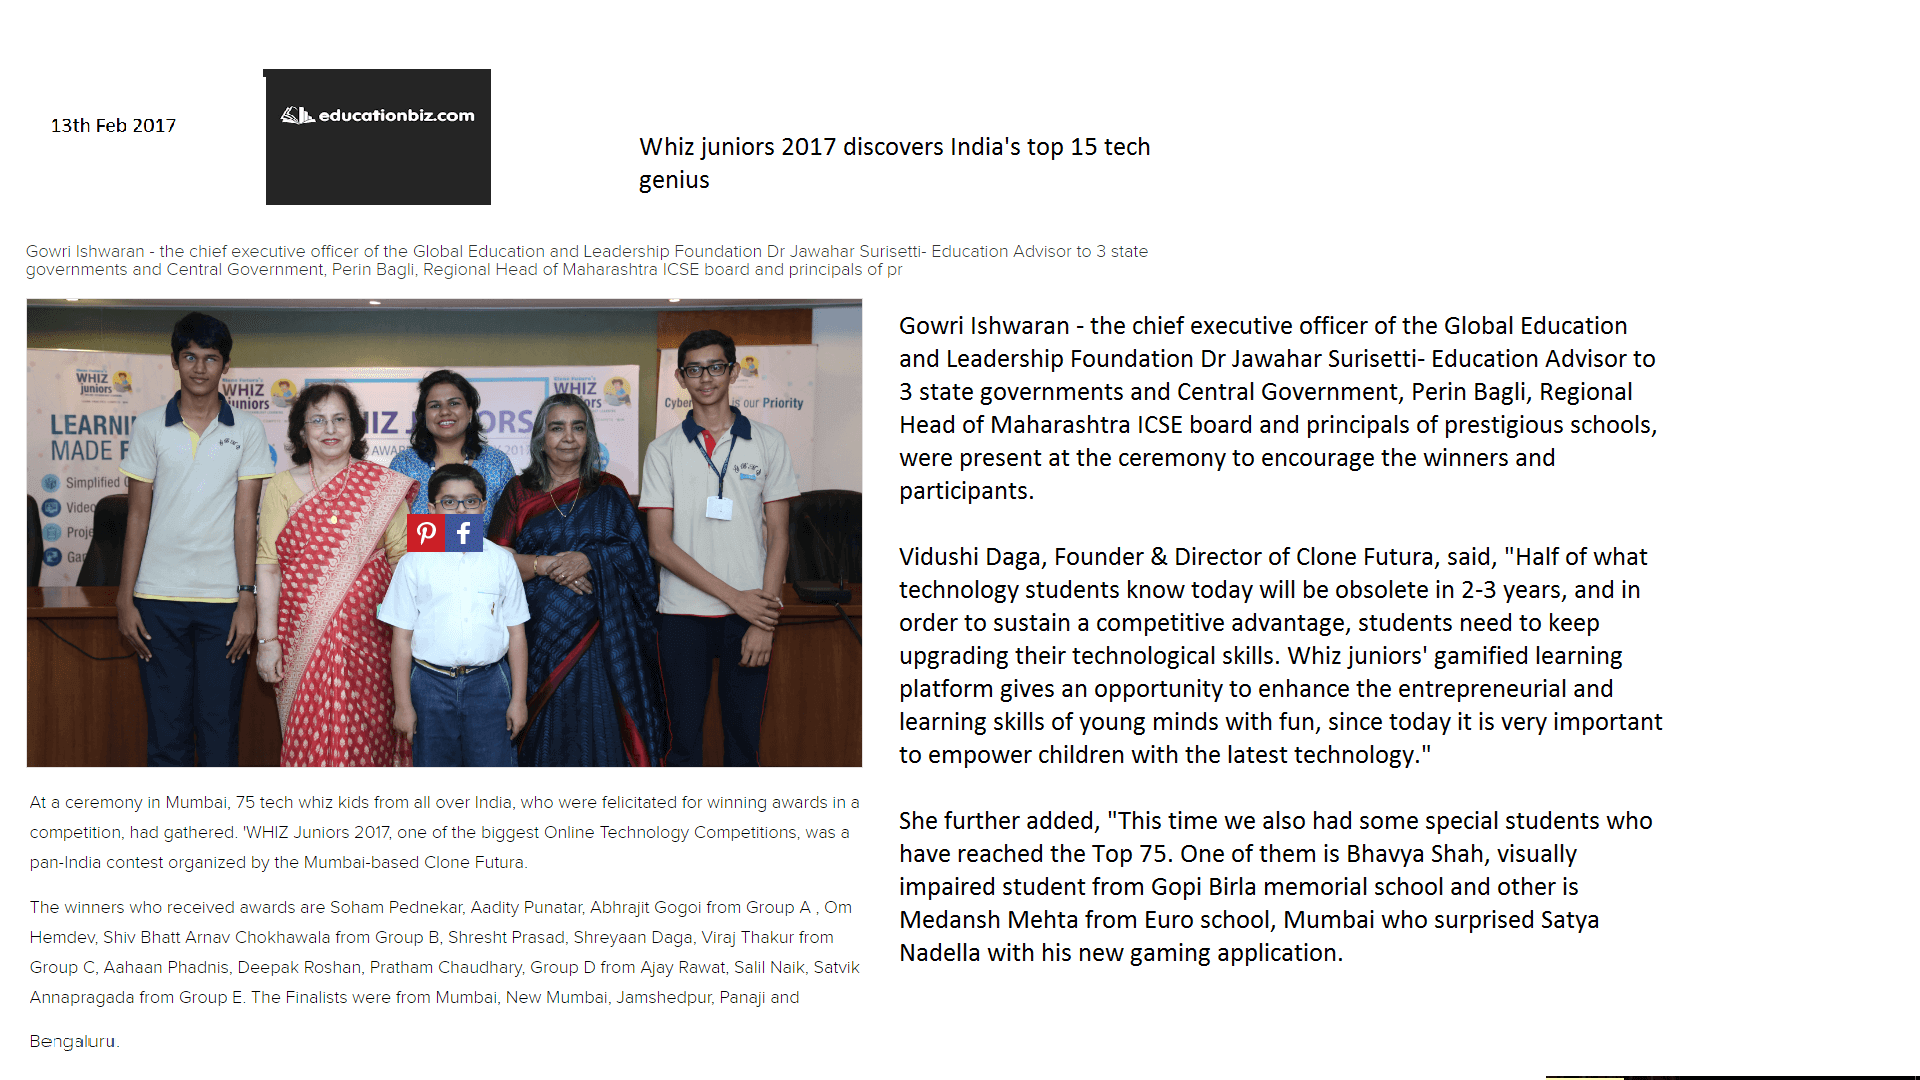 13th Feb 2017
educationbiz.com
Whiz juniors 2017 discovers India's top 15 tech
genius
Gowri Ishwaran - the chief executive officer of the Global Education and Leadership Foundation Dr Jawahar Surisetti- Education Advisor to 3 state
governments and Central Government, Perin Bagli, Regional Head of Maharashtra ICSE board and principals of pr
WHIZ
juniors
LEARNI
MADE F
Simplified
Video
Proje
Ga
WHIZ
juniors
WHIZ J
JUNIORS
AWAR
2017
WHIZ
juniors
Cyber
is our Priority
At a ceremony in Mumbai, 75 tech whiz kids from all over India, who were felicitated for winning awards in a
competition, had gathered. 'WHIZ Juniors 2017, one of the biggest Online Technology Competitions, was a
pan-India contest organized by the Mumbai-based Clone Futura.
The winners who received awards are Soham Pednekar, Aadity Punatar, Abhrajit Gogoi from Group A , Om
Hemdev, Shiv Bhatt Arnav Chokhawala from Group B, Shresht Prasad, Shreyaan Daga, Viraj Thakur from
Group C, Aahaan Phadnis, Deepak Roshan, Pratham Chaudhary, Group D from Ajay Rawat, Salil Naik, Satvik
Annapragada from Group E. The Finalists were from Mumbai, New Mumbai, Jamshedpur, Panaji and
Bengaluru.
Gowri Ishwaran - the chief executive officer of the Global Education
and Leadership Foundation Dr Jawahar Surisetti- Education Advisor to
3 state governments and Central Government, Perin Bagli, Regional
Head of Maharashtra ICSE board and principals of prestigious schools,
were present at the ceremony to encourage the winners and
participants.
Vidushi Daga, Founder & Director of Clone Futura, said, "Half of what
technology students know today will be obsolete in 2-3 years, and in
order to sustain a competitive advantage, students need to keep
upgrading their technological skills. Whiz juniors' gamified learning
platform gives an opportunity to enhance the entrepreneurial and
learning skills of young minds with fun, since today it is very important
to empower children with the latest technology."
She further added, "This time we also had some special students who
have reached the Top 75. One of them is Bhavya Shah, visually
impaired student from Gopi Birla memorial school and other is
Medansh Mehta from Euro school, Mumbai who surprised Satya
Nadella with his new gaming application.